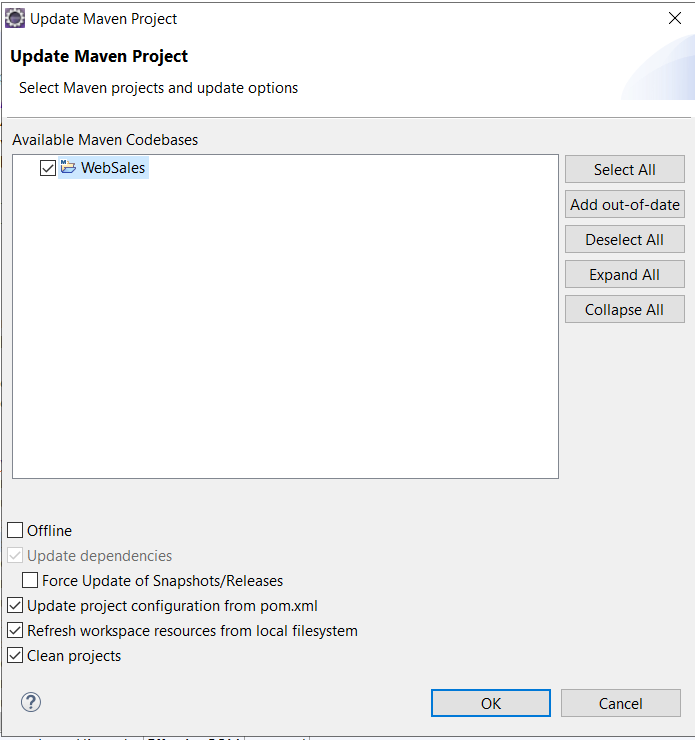 Update Maven Project
Update Maven Project
Select Maven projects and update options
Available Maven Codebases
WebSales
Select All
Add out-of-date
Deselect All
Expand All
Collapse All
Offline
Update dependencies
Force Update of Snapshots/Releases
Update project configuration from pom.xml
Refresh workspace resources from local filesystem
Clean projects
?
OK
Cancel